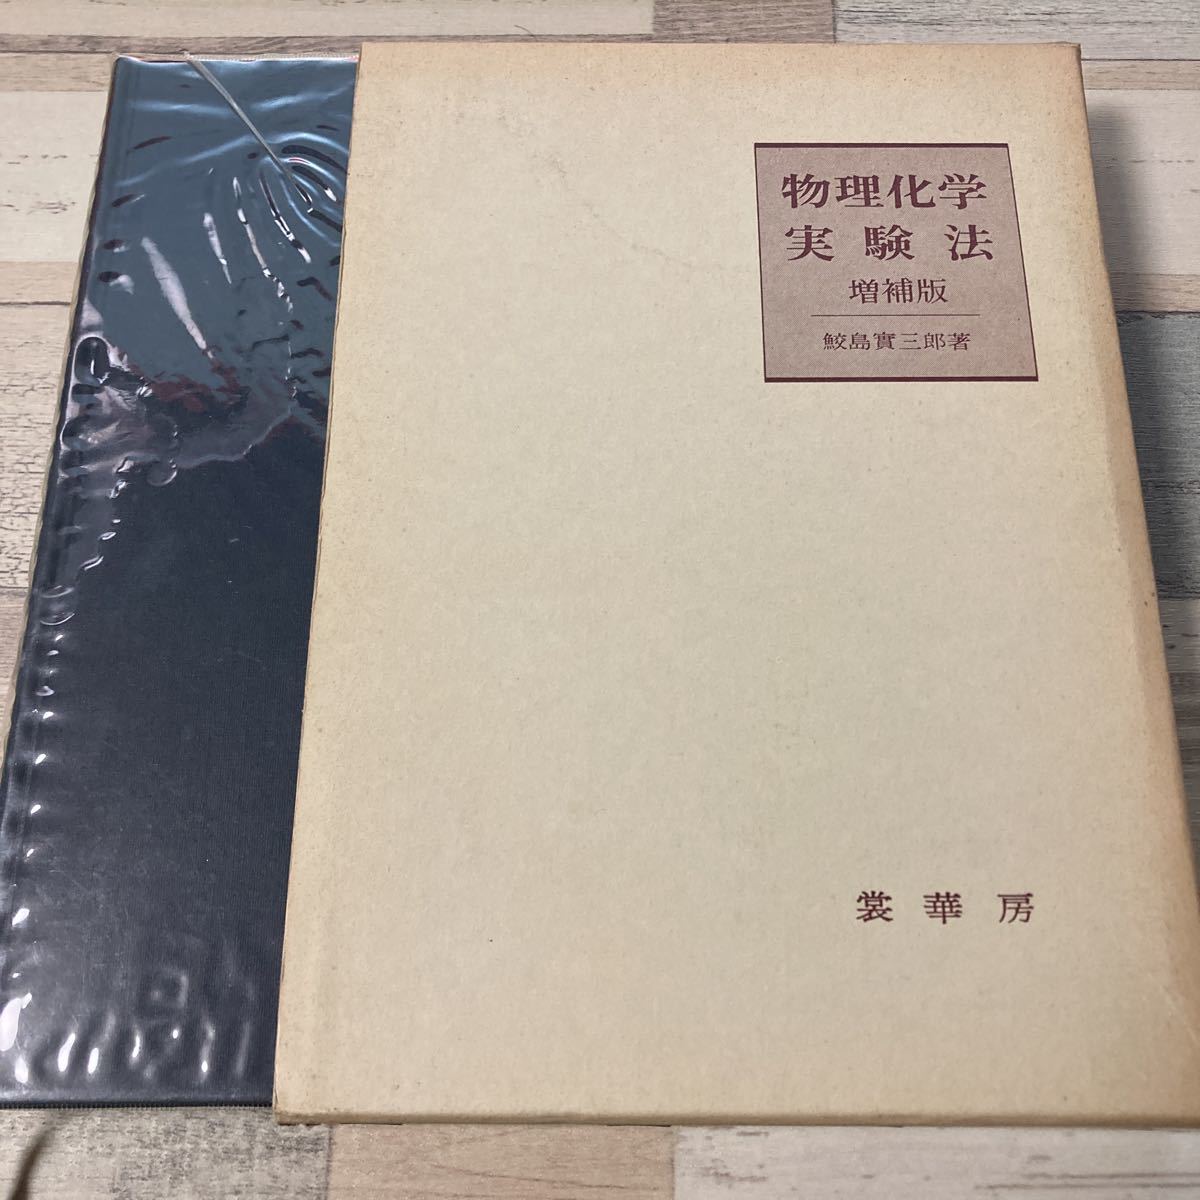 物理化学
実験法
増補版
鮫島實三郎著
裳華房